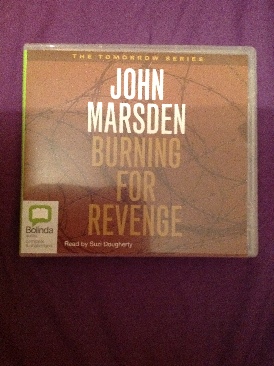 THE TOMORROW SERIES
JOHN
MARSDEN
BURNING
FOR
REVENGE
Bolinda
Read by Suzi Dougherty